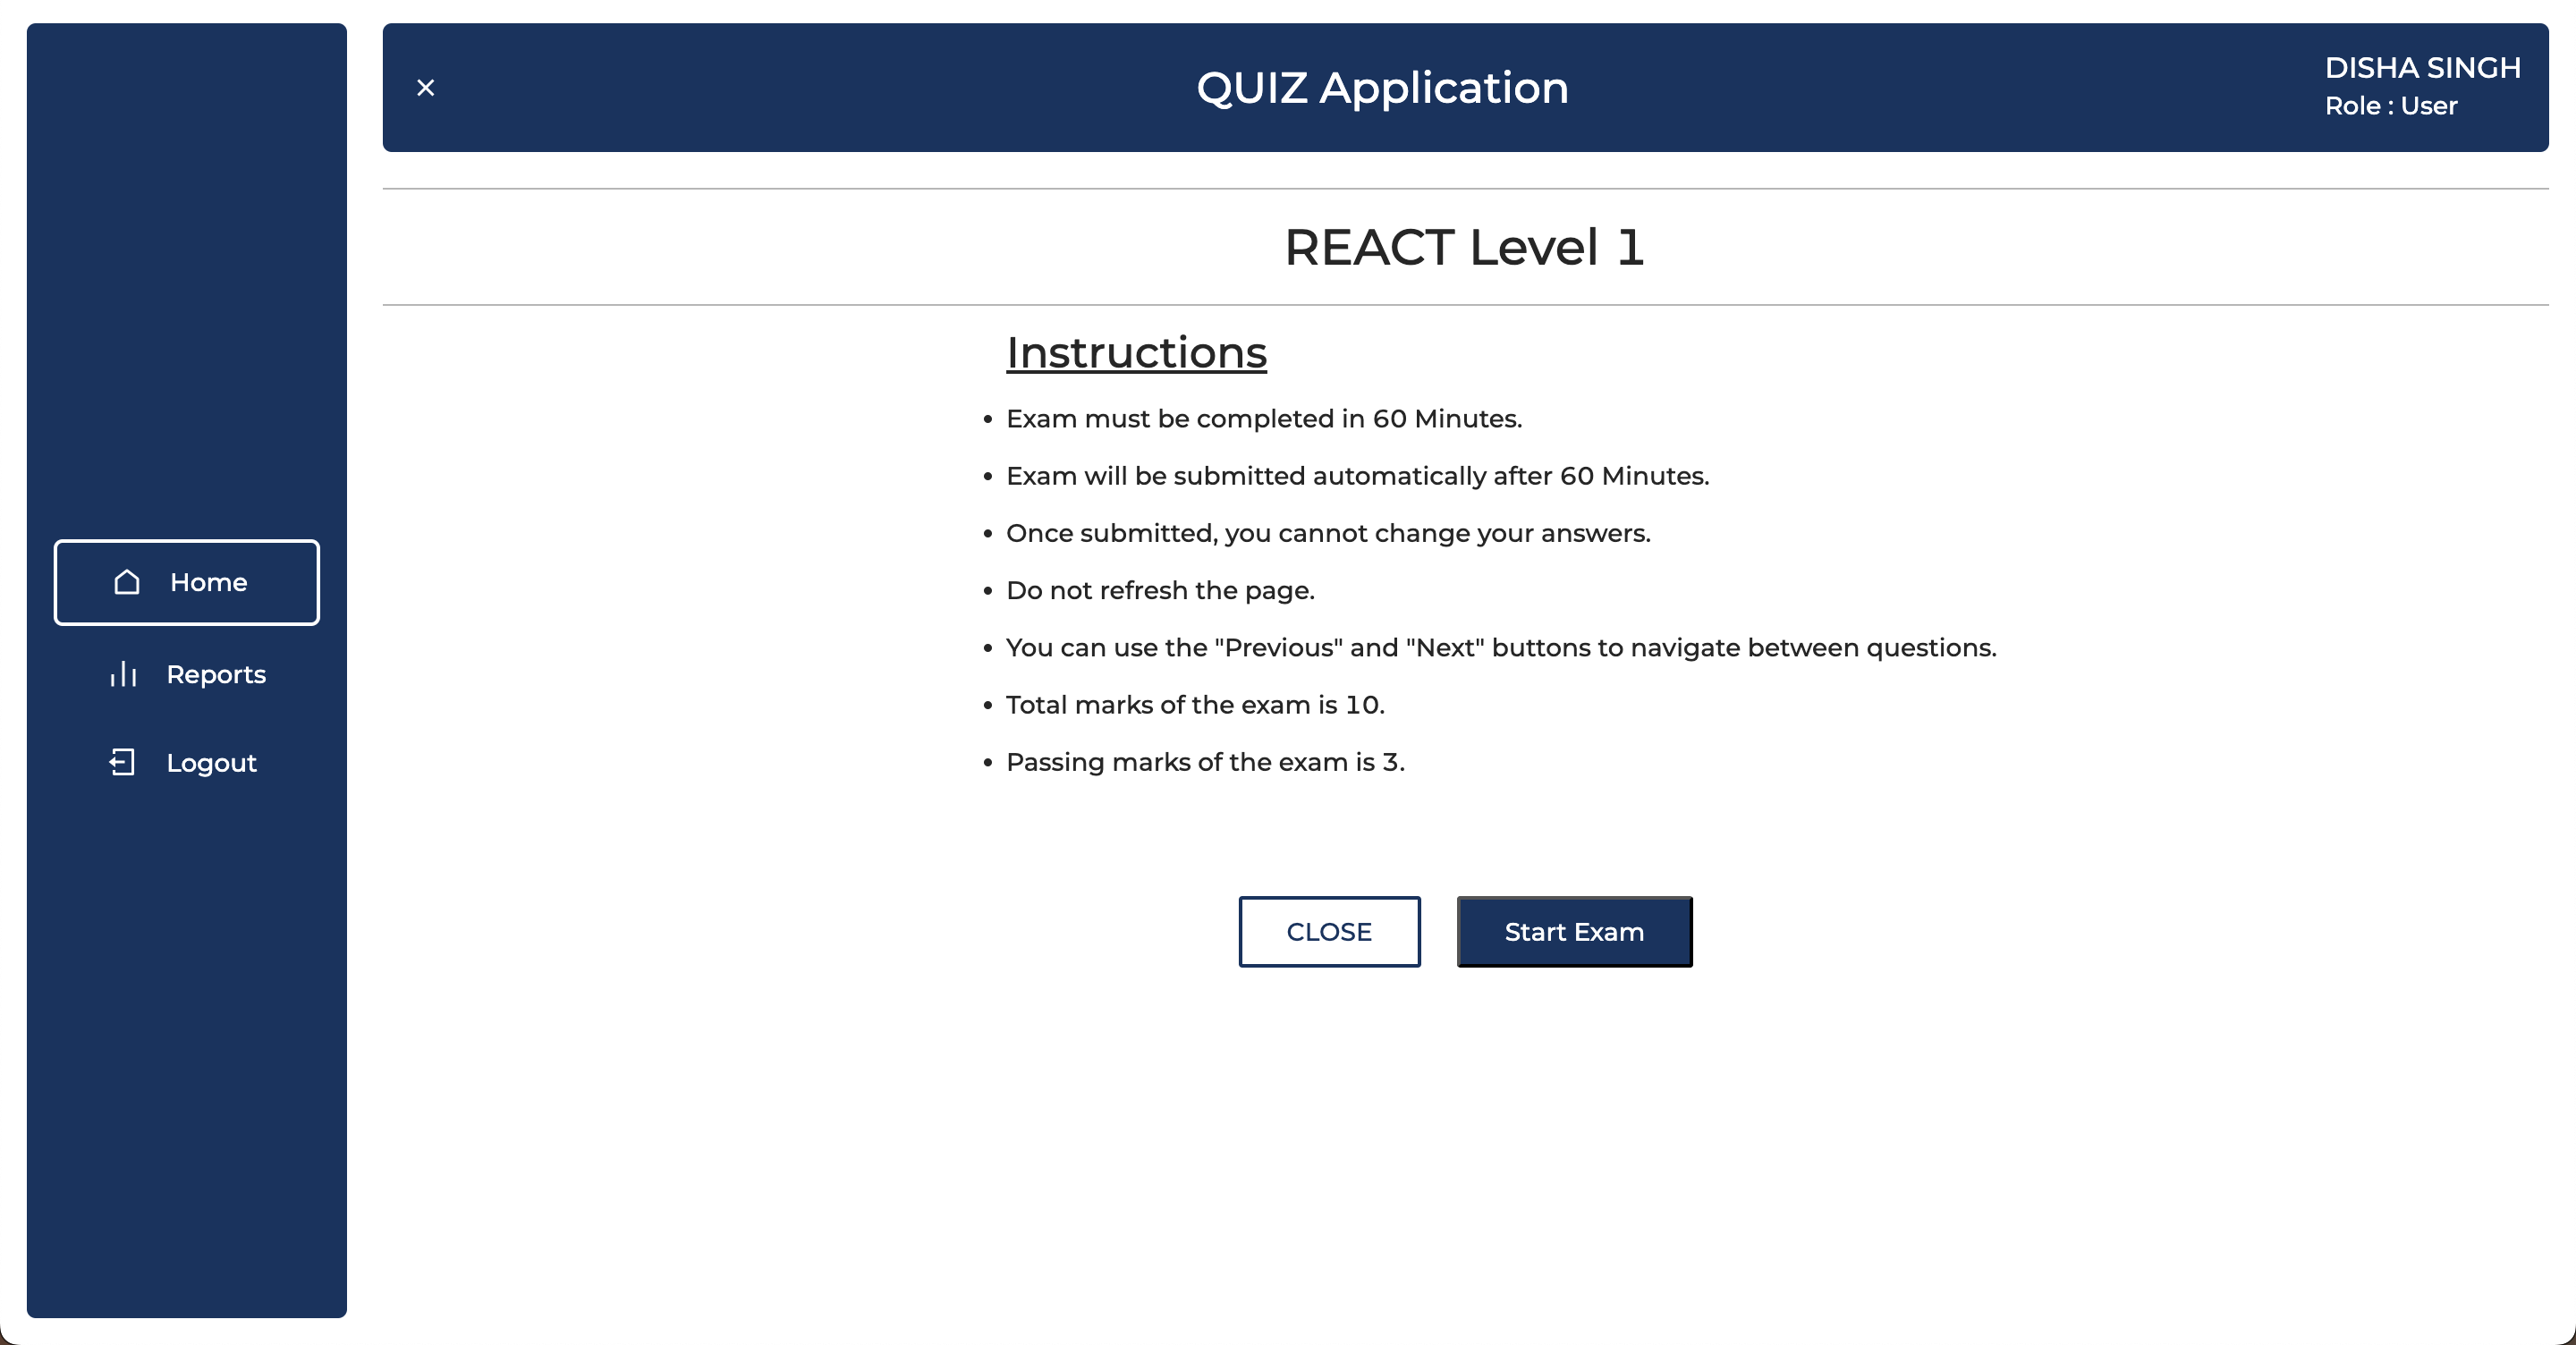 QUIZ Application
DISHA SINGH
Role : User
Home
Reports
Logout
REACT Level 1
Instructions
Exam must be completed in 60 Minutes.
Exam will be submitted automatically after 60 Minutes.
Once submitted, you cannot change your answers.
Do not refresh the page.
You can use the "Previous" and "Next" buttons to navigate between questions.
Total marks of the exam is 10.
Passing marks of the exam is 3.
CLOSE
Start Exam